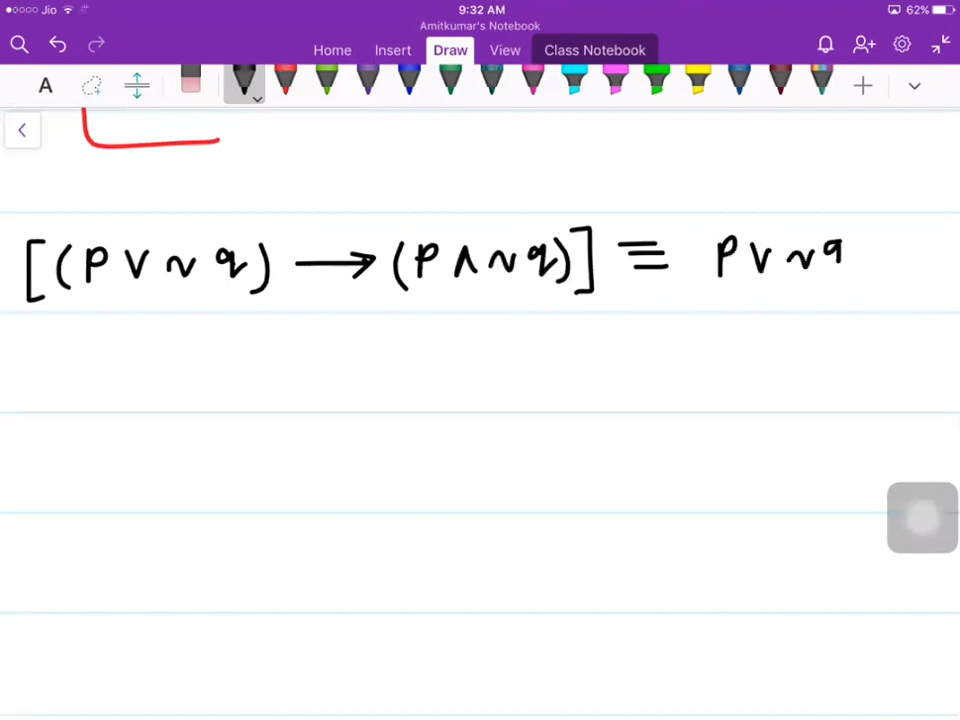 Jio 9:32 AM 62%
Amitkumar's Notebook
Home Insert Draw View Class Notebook
A
[(p ∨ ~ q) → (p ∧ ~ q)] ≡ p ∨ ~ q